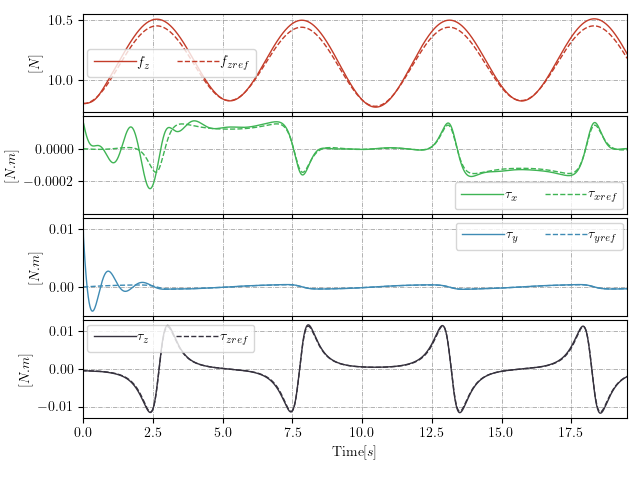 10.5
10.0
[N]
f_z f_zref
0.0000
−0.0002
[N.m]
τ_x τ_xref
0.01
0.00
[N.m]
τ_y τ_yref
0.01
0.00
−0.01
[N.m]
τ_z τ_zref
0.0 2.5 5.0 7.5 10.0 12.5 15.0 17.5
Time[s]